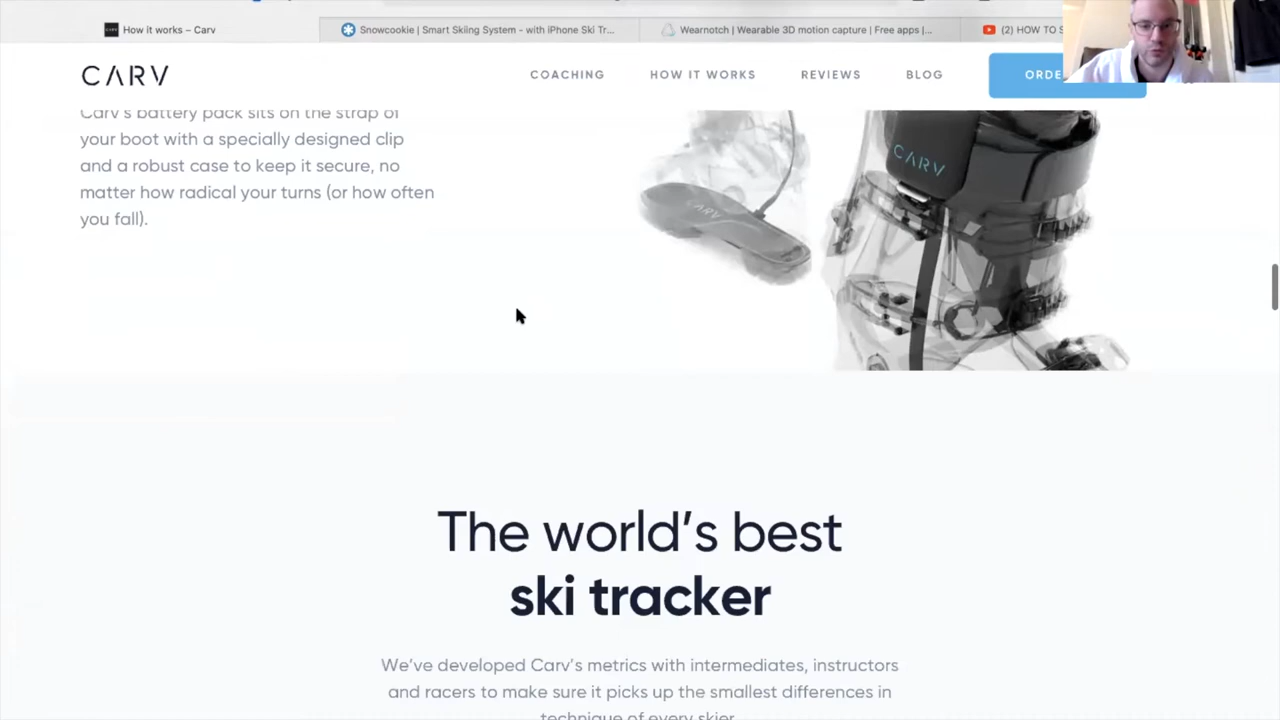 How it works – Carv
Snowcookie | Smart Skiing System - with iPhone Ski Tr...
Wearnotch | Wearable 3D motion capture | Free apps |...
(2) HOW TO S
CARV
COACHING
HOW IT WORKS
REVIEWS
BLOG
ORDE
Carv's battery pack sits on the strap of
your boot with a specially designed clip
and a robust case to keep it secure, no
matter how radical your turns (or how often
you fall).
CARV
CARV
The world's best
ski tracker
We've developed Carv's metrics with intermediates, instructors
and racers to make sure it picks up the smallest differences in
technique of every skier